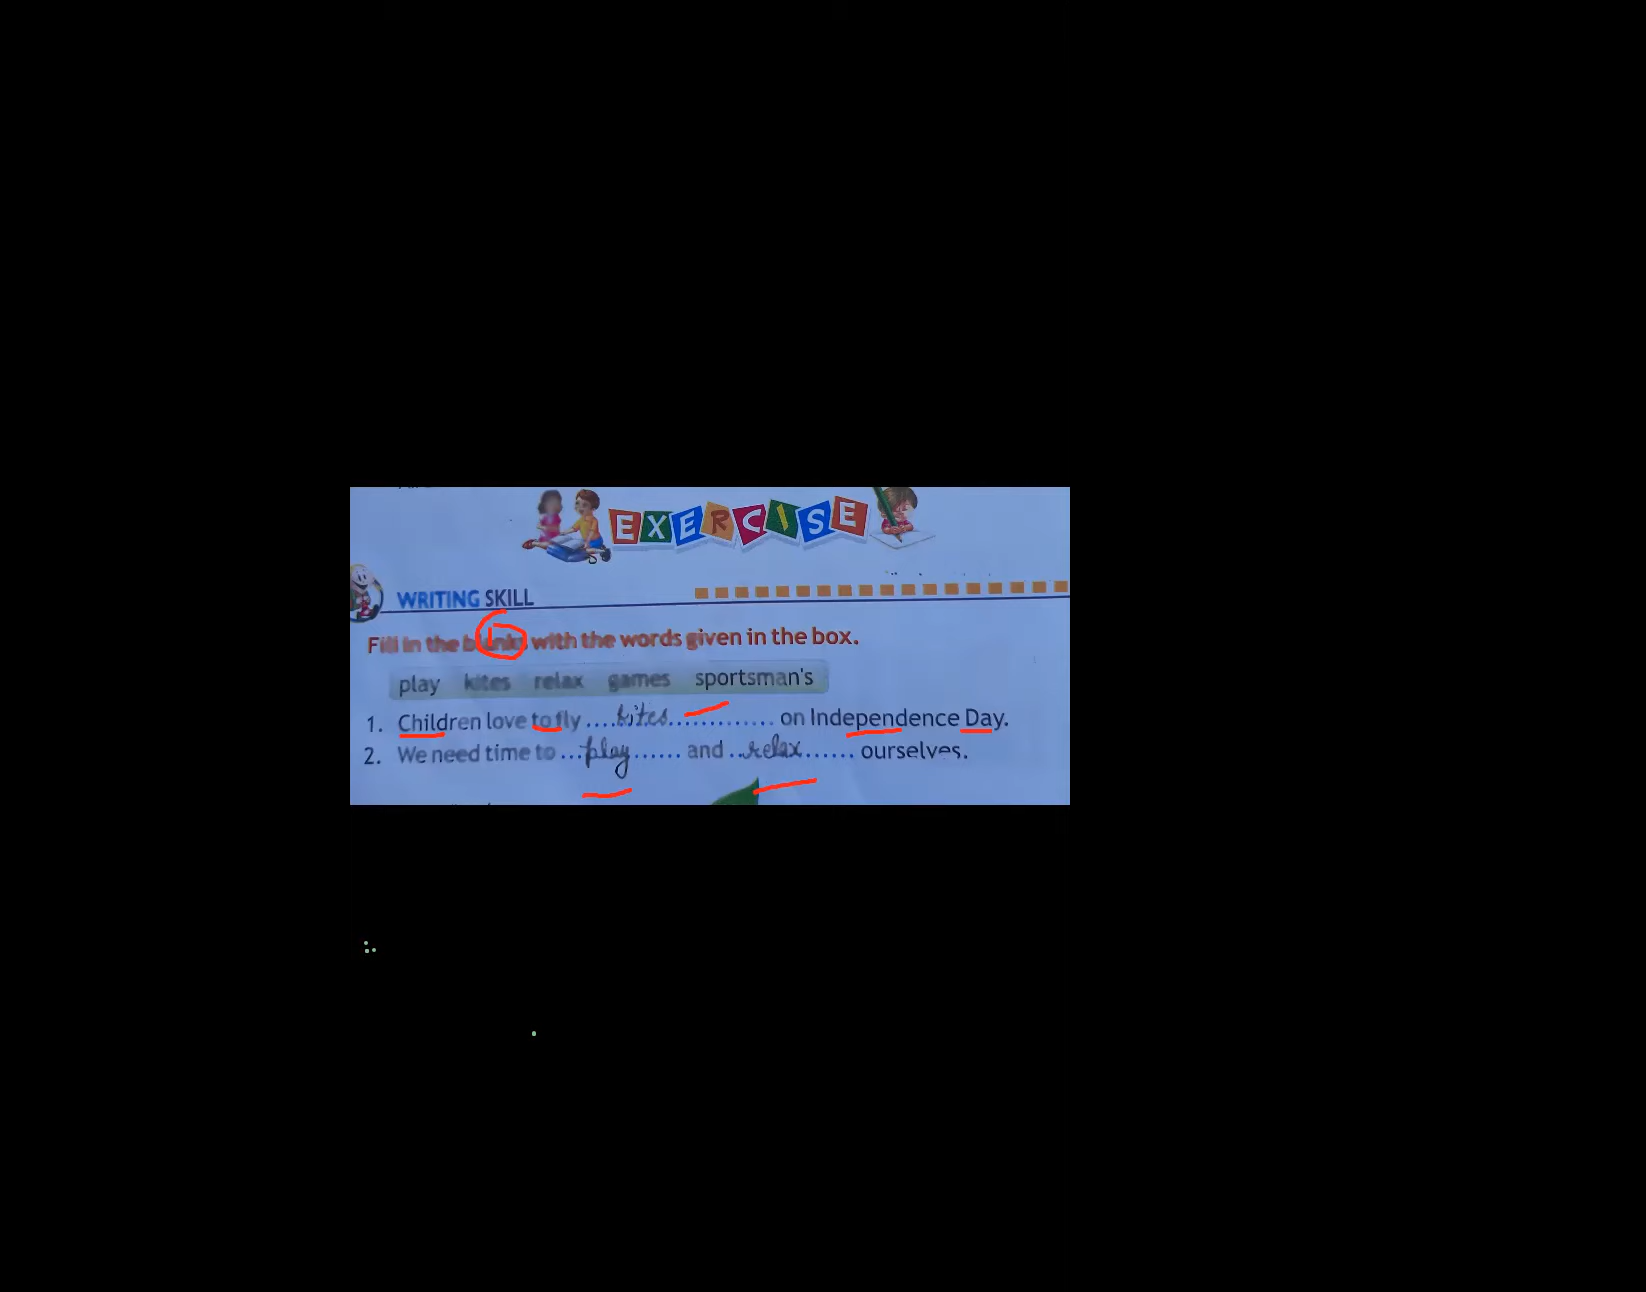 EXERCISE
WRITING SKILL
Fill in the with the words given in the box.
play kites relax games sportsman's
1. Children love to fly ....kites............. on Independence Day.
2. We need time to ...play...... and ..relax...... ourselves.